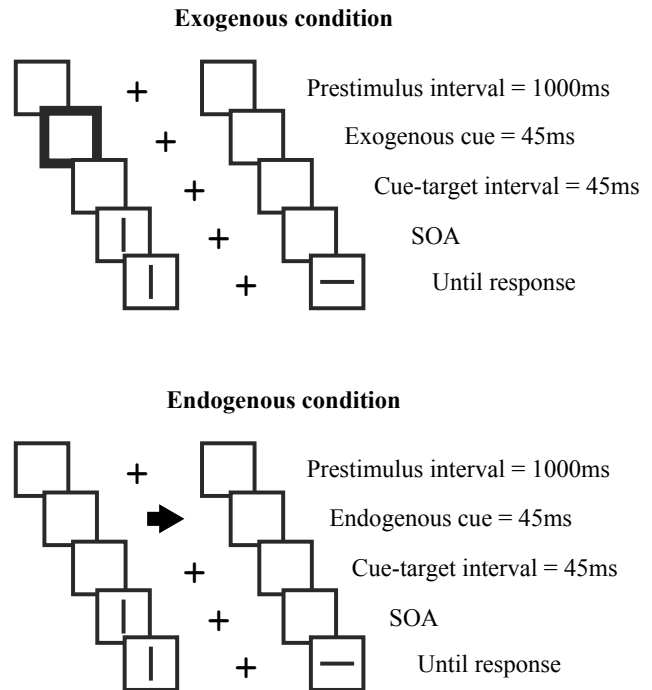 Exogenous condition
Prestimulus interval = 1000ms
Exogenous cue = 45ms
Cue-target interval = 45ms
SOA
Until response
Endogenous condition
Prestimulus interval = 1000ms
Endogenous cue = 45ms
Cue-target interval = 45ms
SOA
Until response